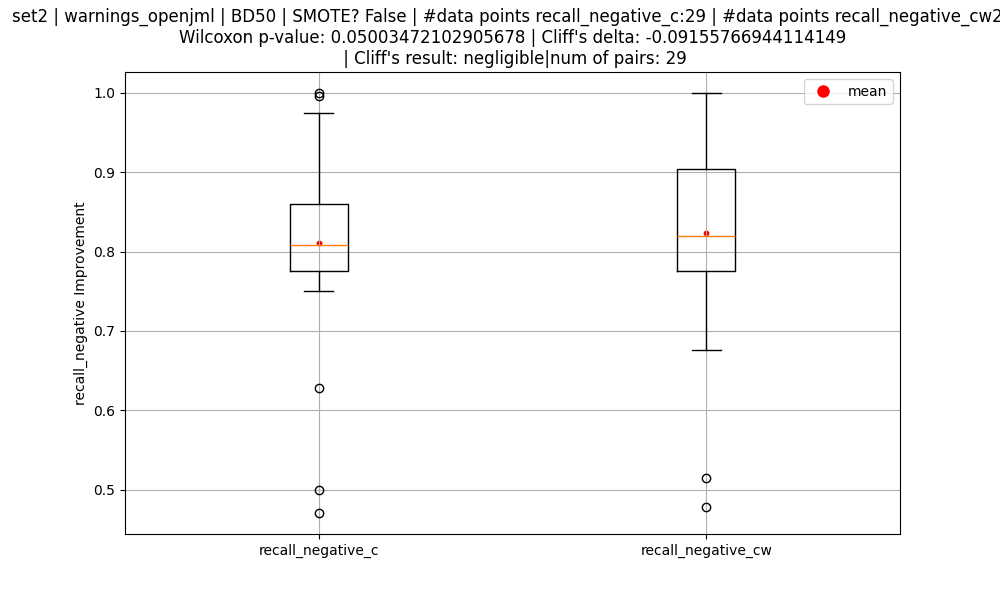 set2 | warnings_openjml | BD50 | SMOTE? False | #data points recall_negative_c:29 | #data points recall_negative_cw2
Wilcoxon p-value: 0.05003472102905678 | Cliff's delta: -0.09155766944114149
| Cliff's result: negligible|num of pairs: 29
mean
1.0
0.9
0.8
0.7
0.6
0.5
recall_negative Improvement
recall_negative_c
recall_negative_cw